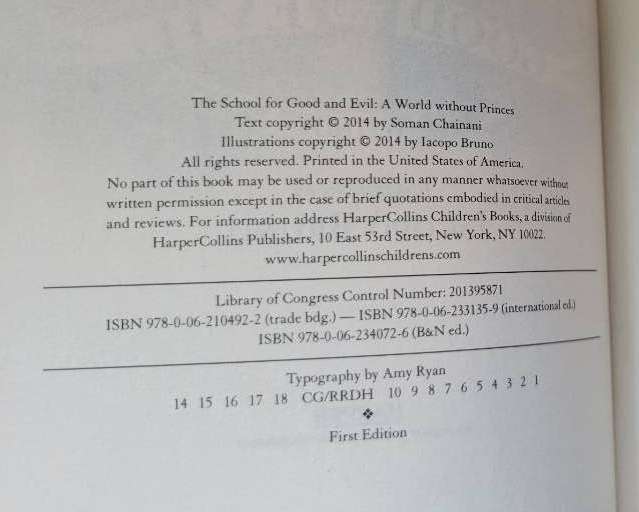 The School for Good and Evil: A World without Princes
Text copyright © 2014 by Soman Chainani
Illustrations copyright © 2014 by Iacopo Bruno
All rights reserved. Printed in the United States of America.
No part of this book may be used or reproduced in any manner whatsoever without
written permission except in the case of brief quotations embodied in critical articles
and reviews. For information address HarperCollins Children's Books, a division of
HarperCollins Publishers, 10 East 53rd Street, New York, NY 10022.
www.harpercollinschildrens.com
Library of Congress Control Number: 201395871
ISBN 978-0-06-210492-2 (trade bdg.) — ISBN 978-0-06-233135-9 (international ed.)
ISBN 978-0-06-234072-6 (B&N ed.)
Typography by Amy Ryan
14 15 16 17 18 CG/RRDH 10 9 8 7 6 5 4 3 2 1
❖
First Edition